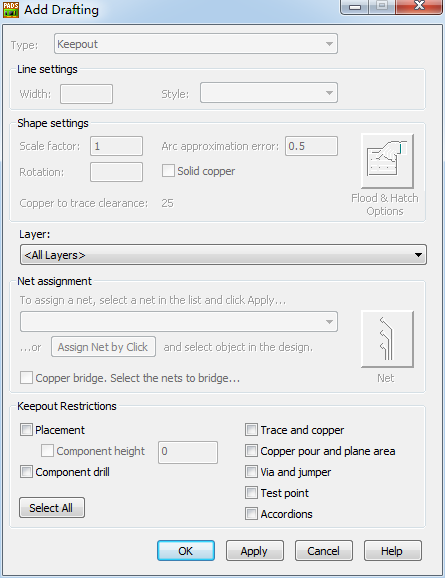 PADS
Add Drafting
Type: Keepout
Line settings
Width: Style:
Shape settings
Scale factor: 1 Arc approximation error: 0.5
Rotation: Solid copper
Copper to trace clearance: 25
Flood & Hatch
Options
Layer:
<All Layers>
Net assignment
To assign a net, select a net in the list and click Apply...
...or Assign Net by Click and select object in the design.
Copper bridge. Select the nets to bridge...
Net
Keepout Restrictions
Placement
Component height 0
Component drill
Select All
Trace and copper
Copper pour and plane area
Via and jumper
Test point
Accordions
OK Apply Cancel Help